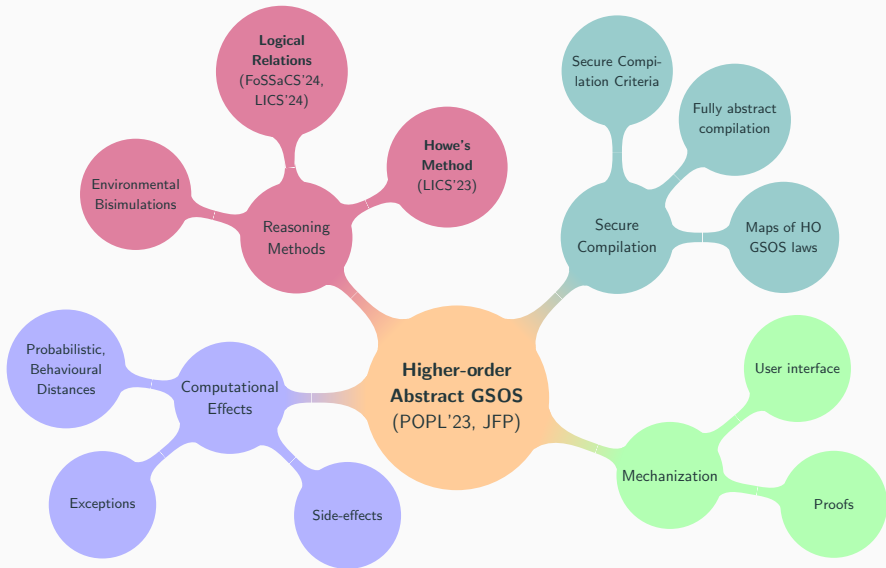 Logical
Relations
(FoSSaCS'24,
LICS'24)
Howe's
Method
(LICS'23)
Environmental
Bisimulations
Reasoning
Methods
Secure Compi-
lation Criteria
Fully abstract
compilation
Maps of HO
GSOS laws
Secure
Compilation
Higher-order
Abstract GSOS
(POPL'23, JFP)
Probabilistic,
Behavioural
Distances
Computational
Effects
Exceptions
Side-effects
User interface
Mechanization
Proofs